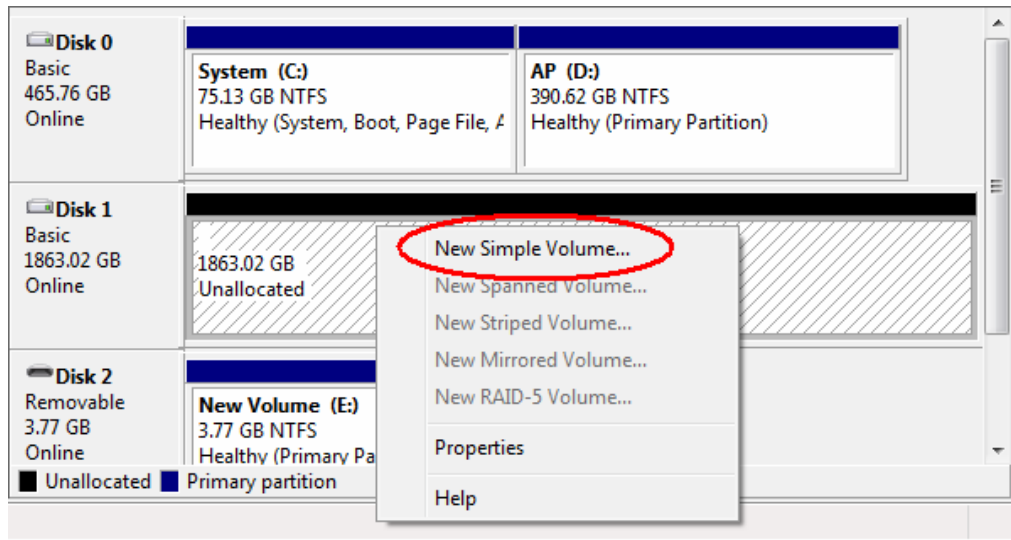 Disk 0
Basic
465.76 GB
Online
System (C:)
75.13 GB NTFS
Healthy (System, Boot, Page File, A
AP (D:)
390.62 GB NTFS
Healthy (Primary Partition)
Disk 1
Basic
1863.02 GB
Online
1863.02 GB
Unallocated
New Simple Volume...
New Spanned Volume...
New Striped Volume...
New Mirrored Volume...
New RAID-5 Volume...
Properties
Help
Disk 2
Removable
3.77 GB
Online
New Volume (E:)
3.77 GB NTFS
Healthy (Primary Pa
Unallocated Primary partition